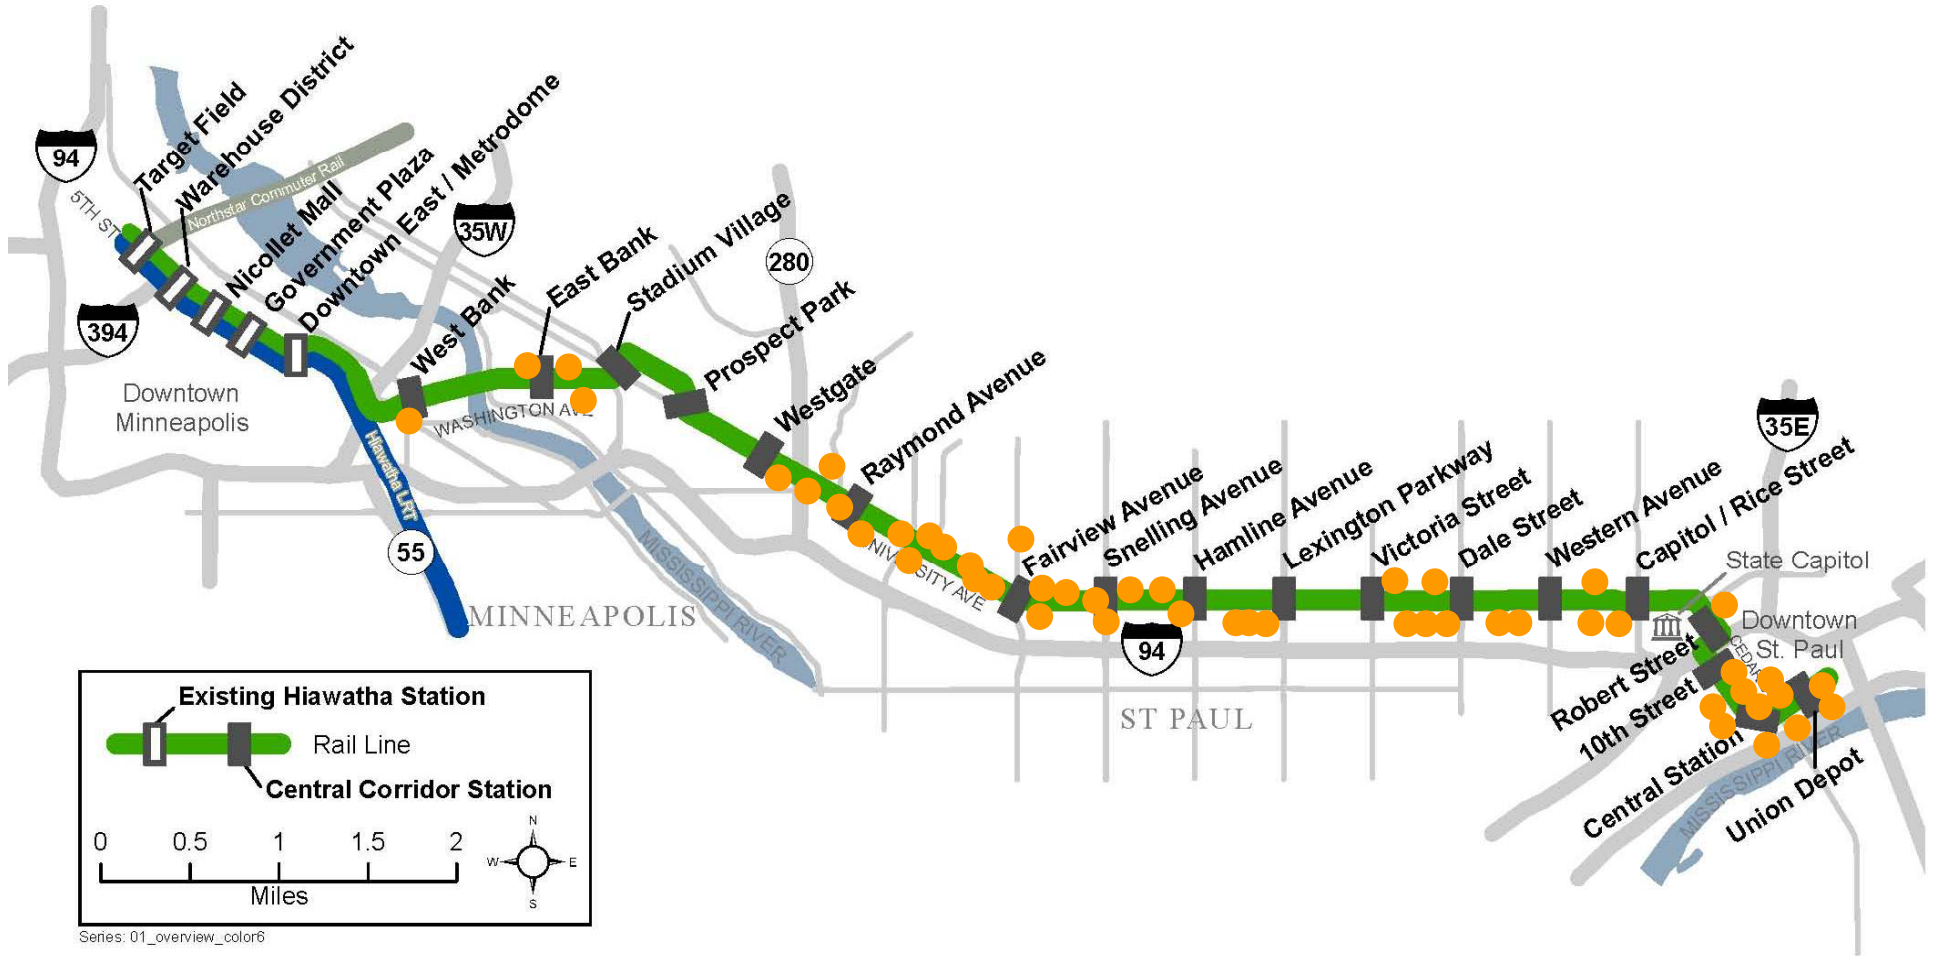 94
Target Field
Warehouse District
Northstar Commuter Rail
5TH ST
Nicollet Mall
Government Plaza
Downtown East / Metrodome
394
35W
Downtown
Minneapolis
West Bank
East Bank
Stadium Village
280
Prospect Park
WASHINGTON AVE
Westgate
Raymond Avenue
Hiawatha LRT
55
MINNEAPOLIS
MISSISSIPPI RIVER
NIVERSITY AVE
Fairview Avenue
Snelling Avenue
Hamline Avenue
Lexington Parkway
Victoria Street
Dale Street
Western Avenue
Capitol / Rice Street
35E
State Capitol
Downtown
St. Paul
94
CEDAR
Robert Street
10th Street
Central Station
Union Depot
MISSISSIPPI RIVER
ST PAUL
Existing Hiawatha Station
Rail Line
Central Corridor Station
0 0.5 1 1.5 2
Miles
N
W E
S
Series: 01_overview_color6